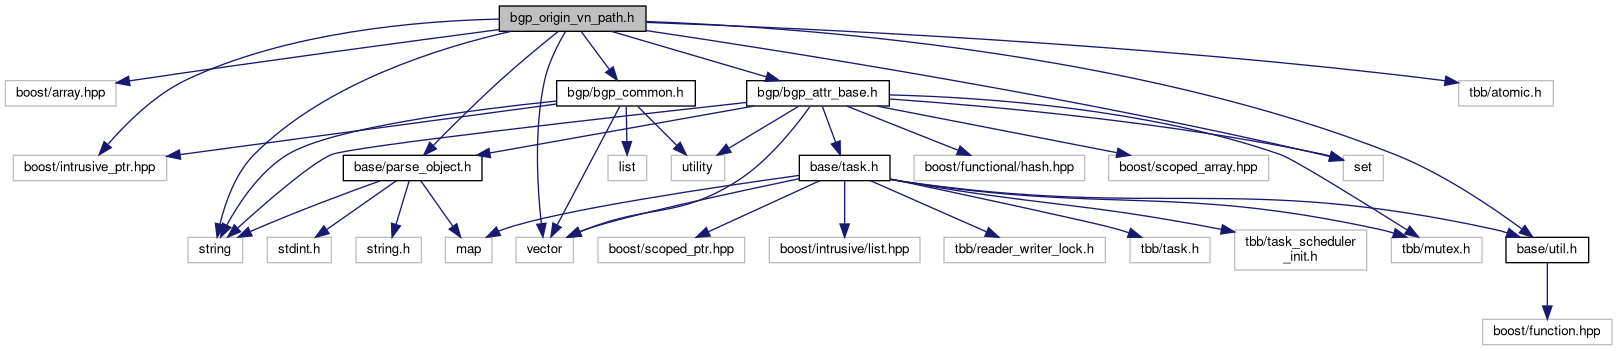 bgp_origin_vn_path.h
boost/array.hpp
bgp/bgp_common.h
bgp/bgp_attr_base.h
tbb/atomic.h
boost/intrusive_ptr.hpp
base/parse_object.h
list
utility
base/task.h
boost/functional/hash.hpp
boost/scoped_array.hpp
set
string
stdint.h
string.h
map
vector
boost/scoped_ptr.hpp
boost/intrusive/list.hpp
tbb/reader_writer_lock.h
tbb/task.h
tbb/task_scheduler
_init.h
tbb/mutex.h
base/util.h
boost/function.hpp